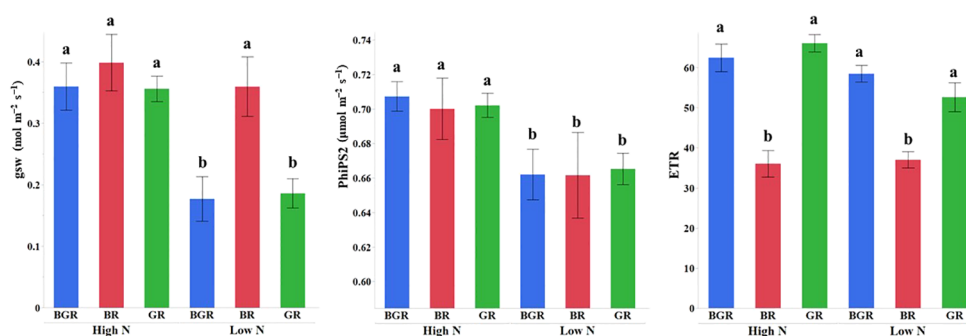 a a a b a b
gsw (mol m⁻² s⁻¹)
0.4
0.3
0.2
0.1
0
BGR BR GR BGR BR GR
High N Low N
a a a b b b
PhiPS2 (µmol m⁻² s⁻¹)
0.74
0.72
0.70
0.68
0.66
0.64
0.62
0.60
BGR BR GR BGR BR GR
High N Low N
a b a a b a
ETR
60
50
40
30
20
10
0
BGR BR GR BGR BR GR
High N Low N